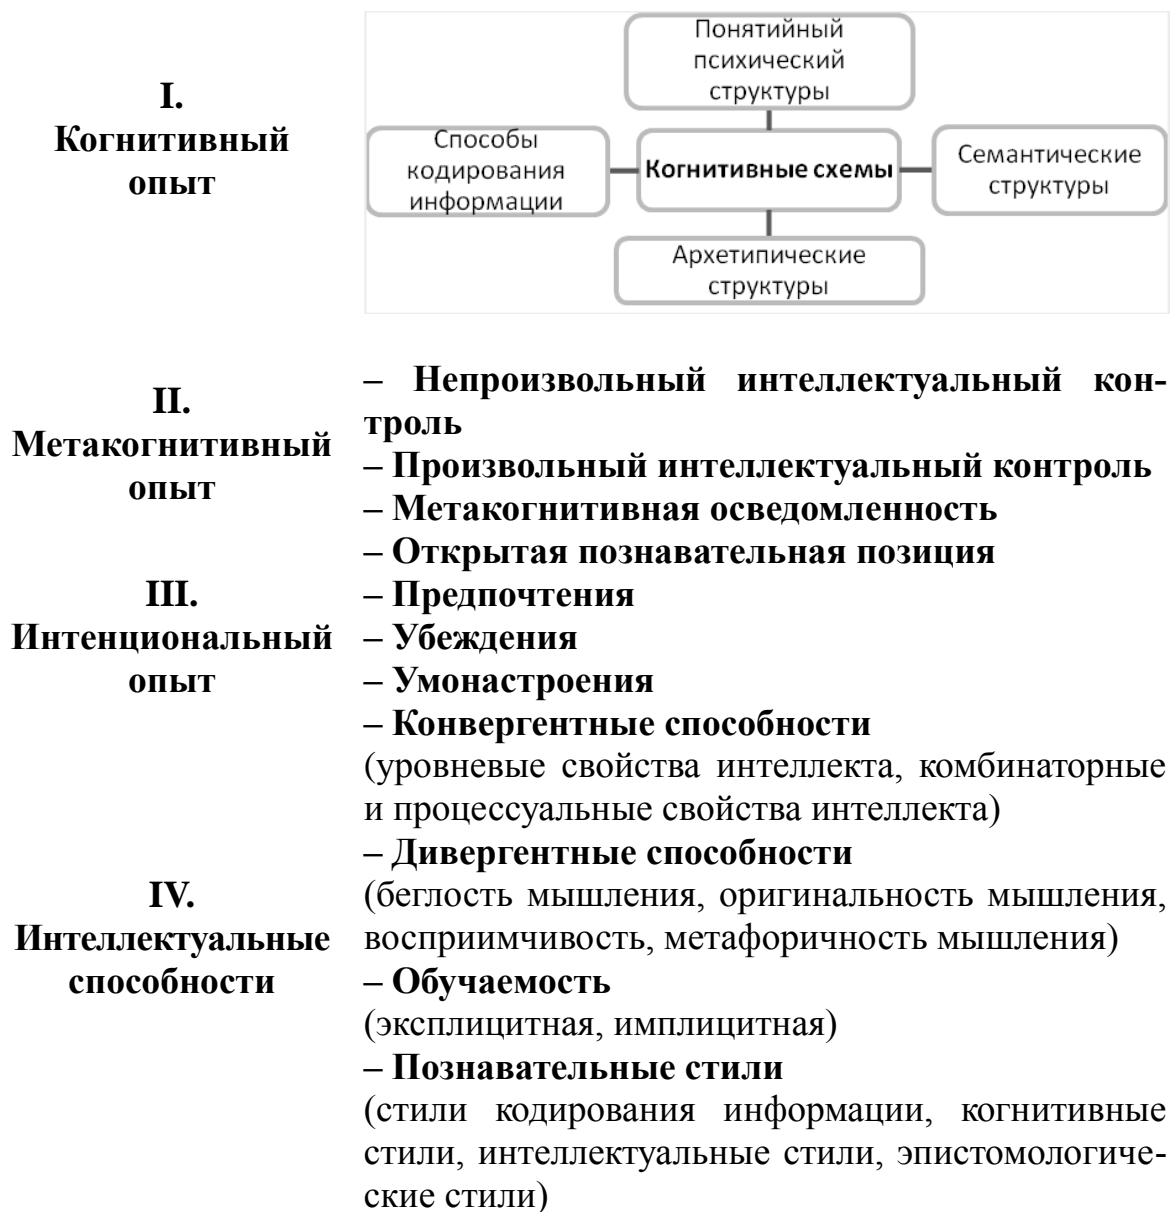 I.
Когнитивный
опыт
Понятийный
психический
структуры
Способы
кодирования
информации
Когнитивные схемы
Семантические
структуры
Архетипические
структуры
II.
Метакогнитивный
опыт
– Непроизвольный интеллектуальный кон-
троль
– Произвольный интеллектуальный контроль
– Метакогнитивная осведомленность
– Открытая познавательная позиция
III.
Интенциональный
опыт
– Предпочтения
– Убеждения
– Умонастроения
IV.
Интеллектуальные
способности
– Конвергентные способности
(уровневые свойства интеллекта, комбинаторные
и процессуальные свойства интеллекта)
– Дивергентные способности
(беглость мышления, оригинальность мышления,
восприимчивость, метафоричность мышления)
– Обучаемость
(эксплицитная, имплицитная)
– Познавательные стили
(стили кодирования информации, когнитивные
стили, интеллектуальные стили, эпистомологиче-
ские стили)